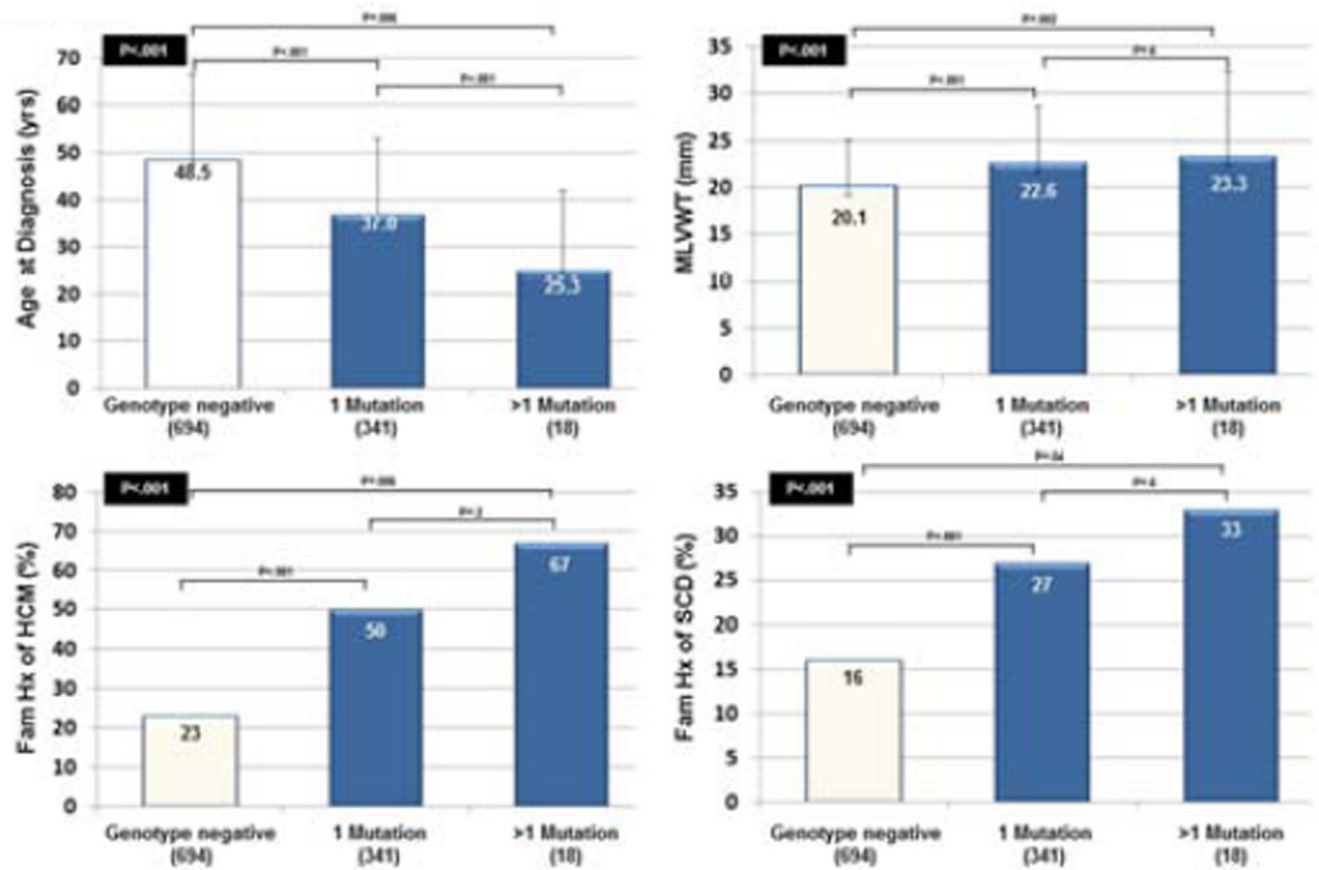 P<.001
P<.001
P<.001
Age at Diagnosis (yrs)
70
60
50
40
30
20
10
0
48.5
37.0
25.3
Genotype negative
(694)
1 Mutation
(341)
>1 Mutation
(18)
P<.001
P<.001
MLVWT (mm)
35
30
25
20
15
10
5
0
20.1
22.6
23.3
Genotype negative
(694)
1 Mutation
(341)
>1 Mutation
(18)
P<.001
P<.001
Fam Hx of HCM (%)
80
70
60
50
40
30
20
10
0
23
50
67
Genotype negative
(694)
1 Mutation
(341)
>1 Mutation
(18)
P<.001
P<.001
Fam Hx of SCD (%)
35
30
25
20
15
10
5
0
16
27
33
Genotype negative
(694)
1 Mutation
(341)
>1 Mutation
(18)